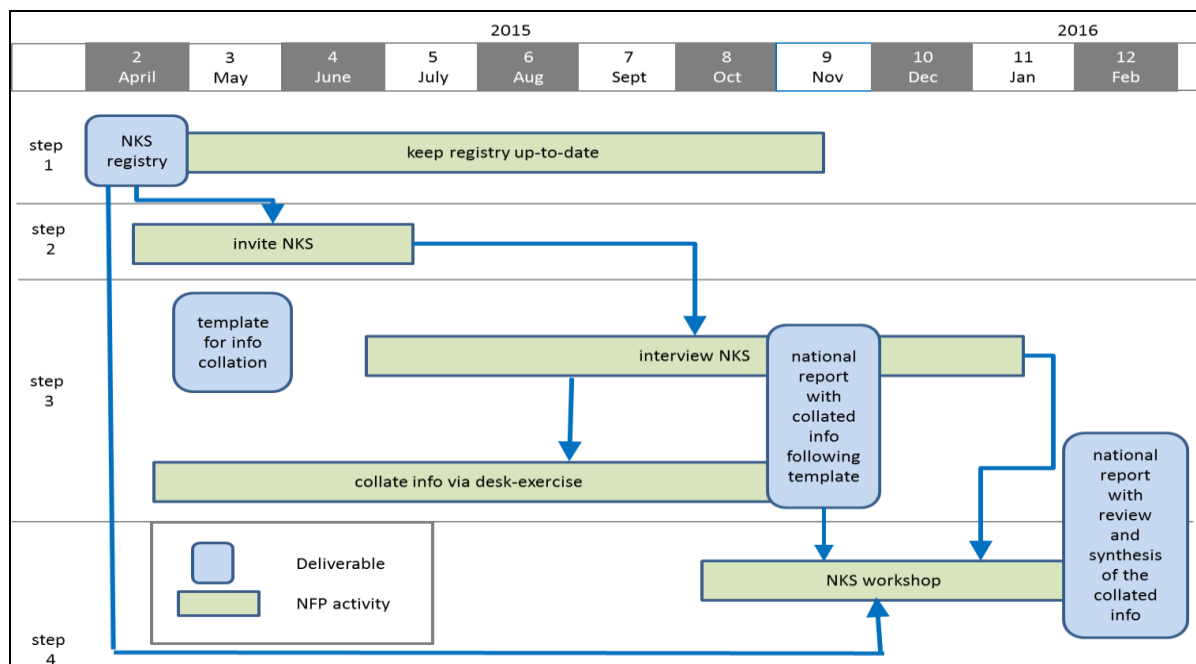 2015
2016
2
April
3
May
4
June
5
July
6
Aug
7
Sept
8
Oct
9
Nov
10
Dec
11
Jan
12
Feb
step
1
NKS
registry
keep registry up-to-date
step
2
invite NKS
step
3
template
for info
collation
interview NKS
national
report
with
collated
info
following
template
collate info via desk-exercise
national
report
with
review
and
synthesis
of the
collated
info
step
4
NKS workshop
Deliverable
NFP activity